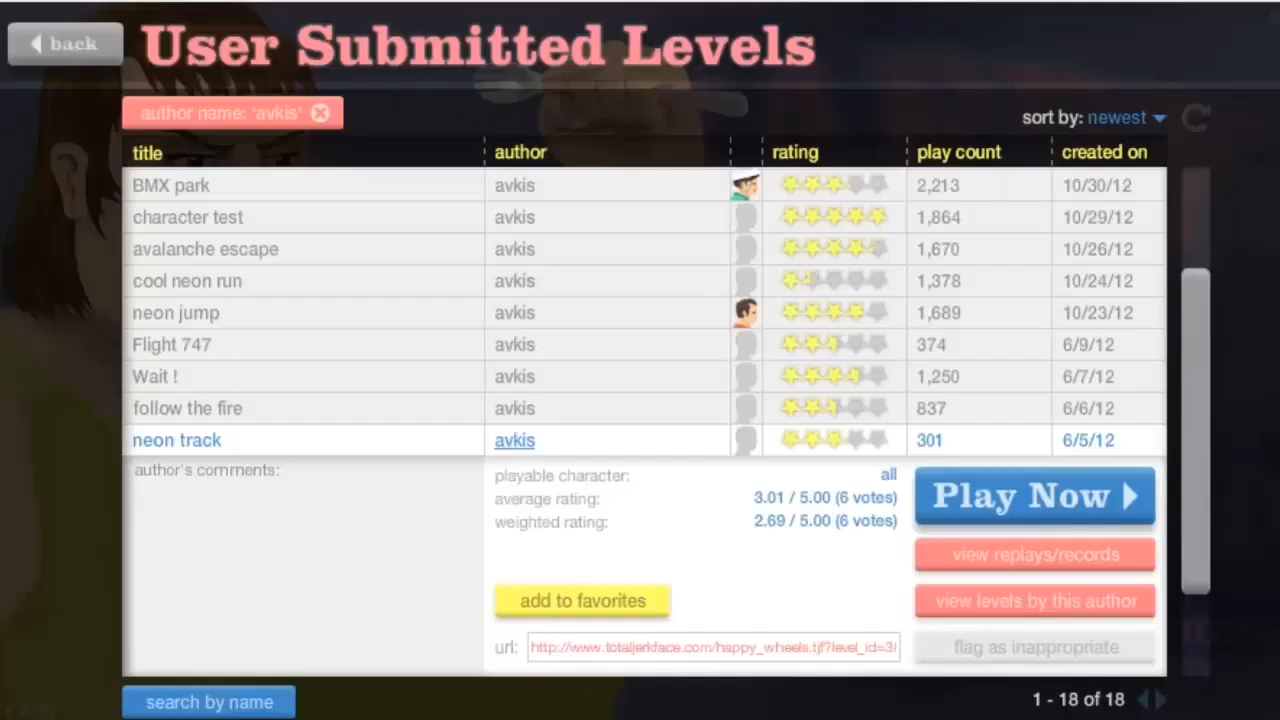 back
User Submitted Levels
author name: 'avkis'
sort by: newest
title author rating play count created on
BMX park avkis 2,213 10/30/12
character test avkis 1,864 10/29/12
avalanche escape avkis 1,670 10/26/12
cool neon run avkis 1,378 10/24/12
neon jump avkis 1,689 10/23/12
Flight 747 avkis 374 6/9/12
Wait ! avkis 1,250 6/7/12
follow the fire avkis 837 6/6/12
neon track avkis 301 6/5/12
author's comments:
playable character: all
average rating: 3.01 / 5.00 (6 votes)
weighted rating: 2.69 / 5.00 (6 votes)
Play Now
view replays/records
add to favorites
view levels by this author
url: http://www.totaljerkface.com/happy_wheels.tjf?level_id=3
flag as inappropriate
search by name
1 - 18 of 18